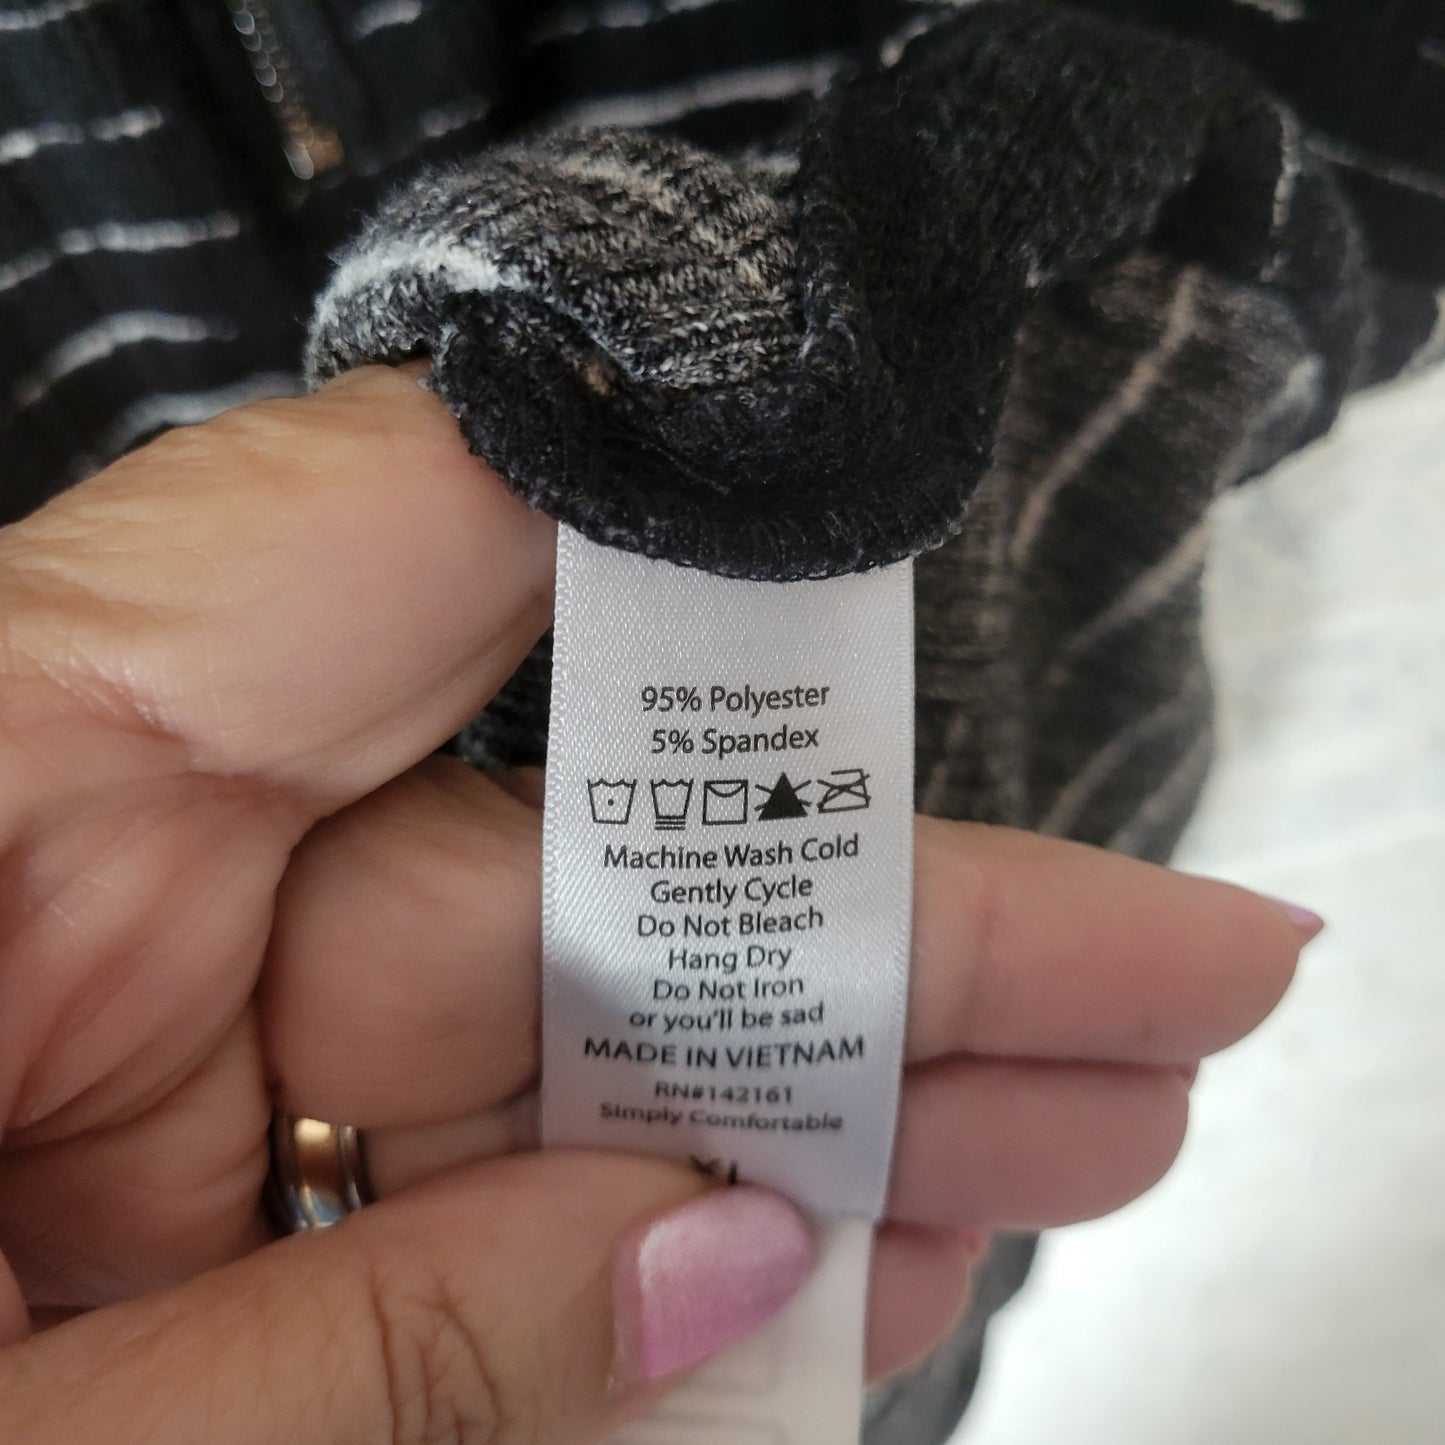 95% Polyester
5% Spandex
Machine Wash Cold
Gently Cycle
Do Not Bleach
Hang Dry
Do Not Iron
or you'll be sad
MADE IN VIETNAM
RN#142161
Simply Comfortable
XL